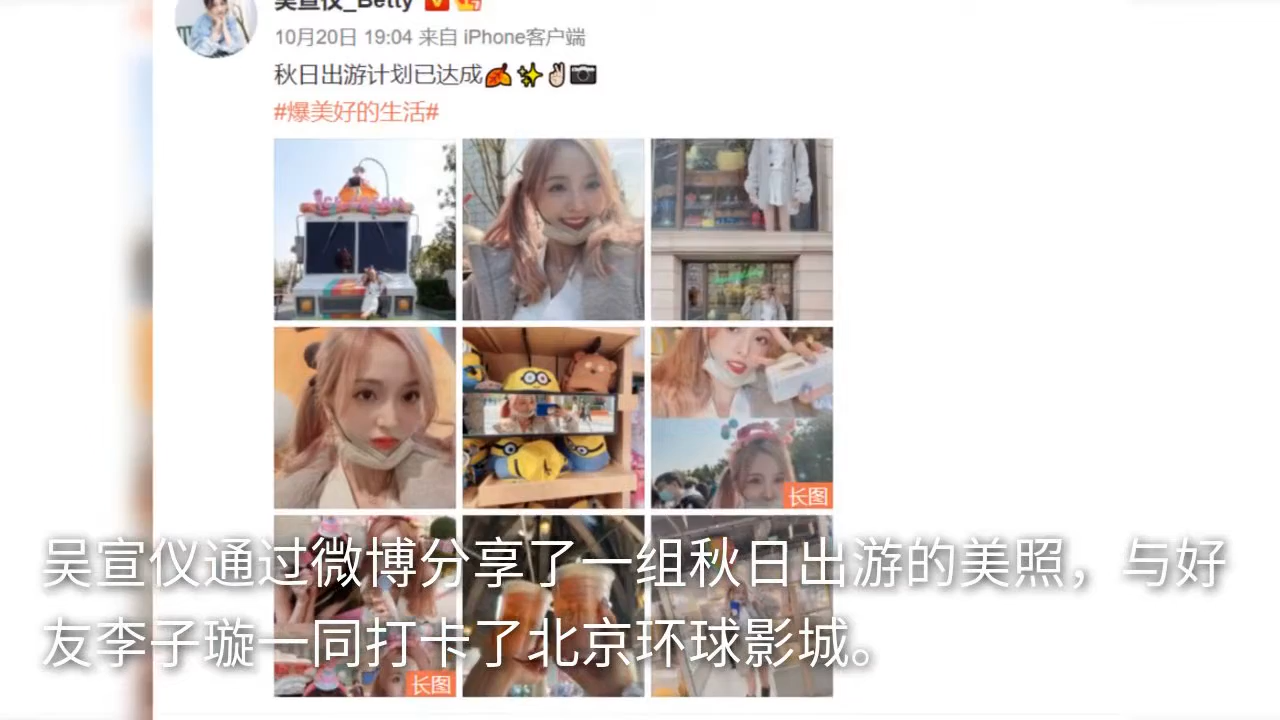 吴宣仪_Betty
10月20日 19:04 来自 iPhone客户端
秋日出游计划已达成🍂✨✌🏻📷
#爆美好的生活#
长图
长图
吴宣仪通过微博分享了一组秋日出游的美照，与好
友李子璇一同打卡了北京环球影城。